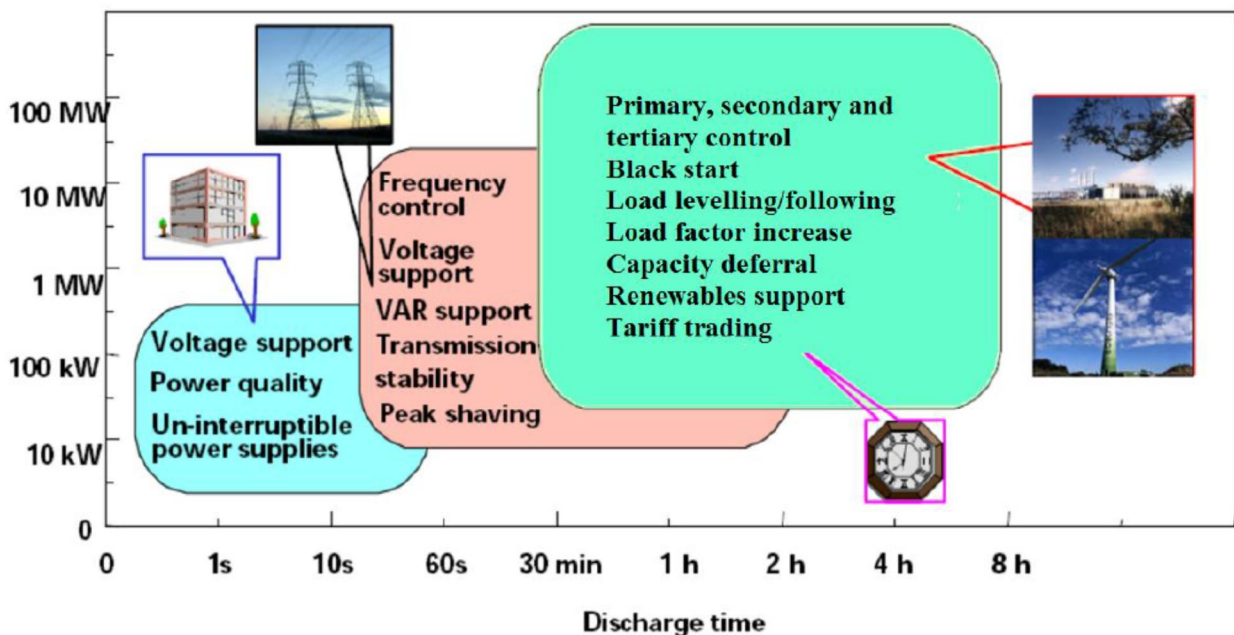 100 MW
10 MW
1 MW
100 kW
10 kW
0
Voltage support
Power quality
Un-interruptible
power supplies
Frequency
control
Voltage
support
VAR support
Transmission
stability
Peak shaving
Primary, secondary and
tertiary control
Black start
Load levelling/following
Load factor increase
Capacity deferral
Renewables support
Tariff trading
0 1s 10s 60s 30 min 1 h 2 h 4 h 8 h
Discharge time